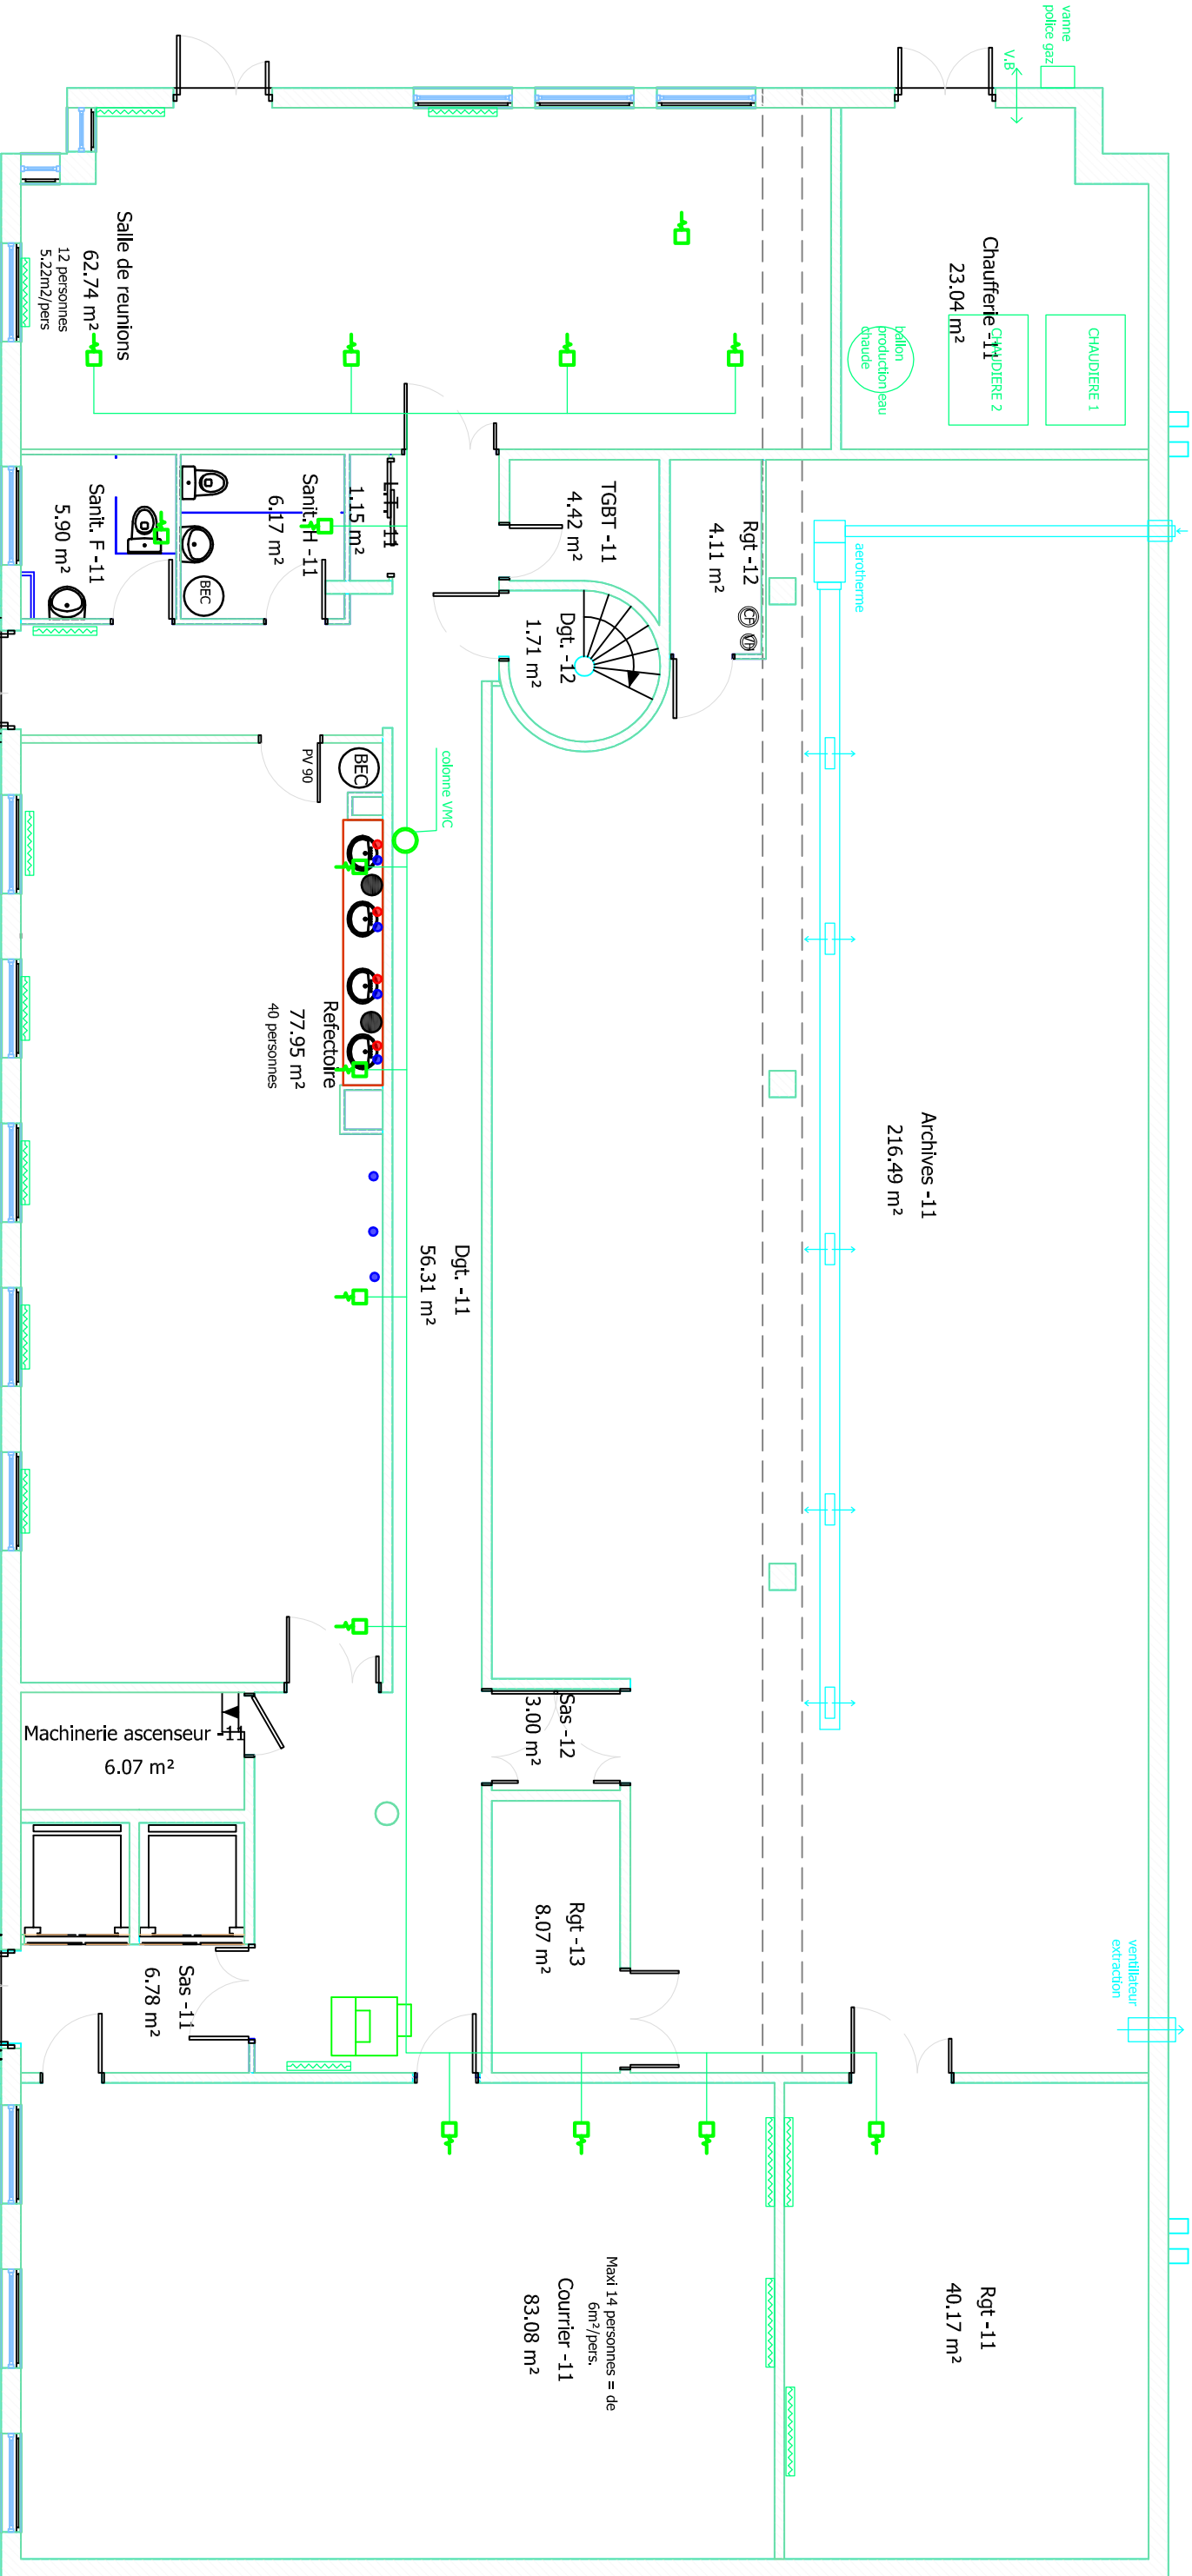 vanne
police gaz
V.B
Chaufferie -11
23.04 m²
CHAUDIERE 1
CHAUDIERE 2
ballon
production eau
chaude
Salle de reunions
62.74 m²
12 personnes
5.22m2/pers
L.T. -11
1.15 m²
Sanit. H -11
6.17 m²
Sanit. F -11
5.90 m²
BEC
TGBT -11
4.42 m²
Rgt -12
4.11 m²
CF
VH
aerotherme
Dgt. -12
1.71 m²
colonne VMC
BEC
PV 90
Refectoire
77.95 m²
40 personnes
Archives -11
216.49 m²
Dgt. -11
56.31 m²
Sas -12
3.00 m²
Machinerie ascenseur -11
6.07 m²
Rgt -13
8.07 m²
Sas -11
6.78 m²
ventillateur
extraction
Maxi 14 personnes = de
6m²/pers.
Courrier -11
83.08 m²
Rgt -11
40.17 m²